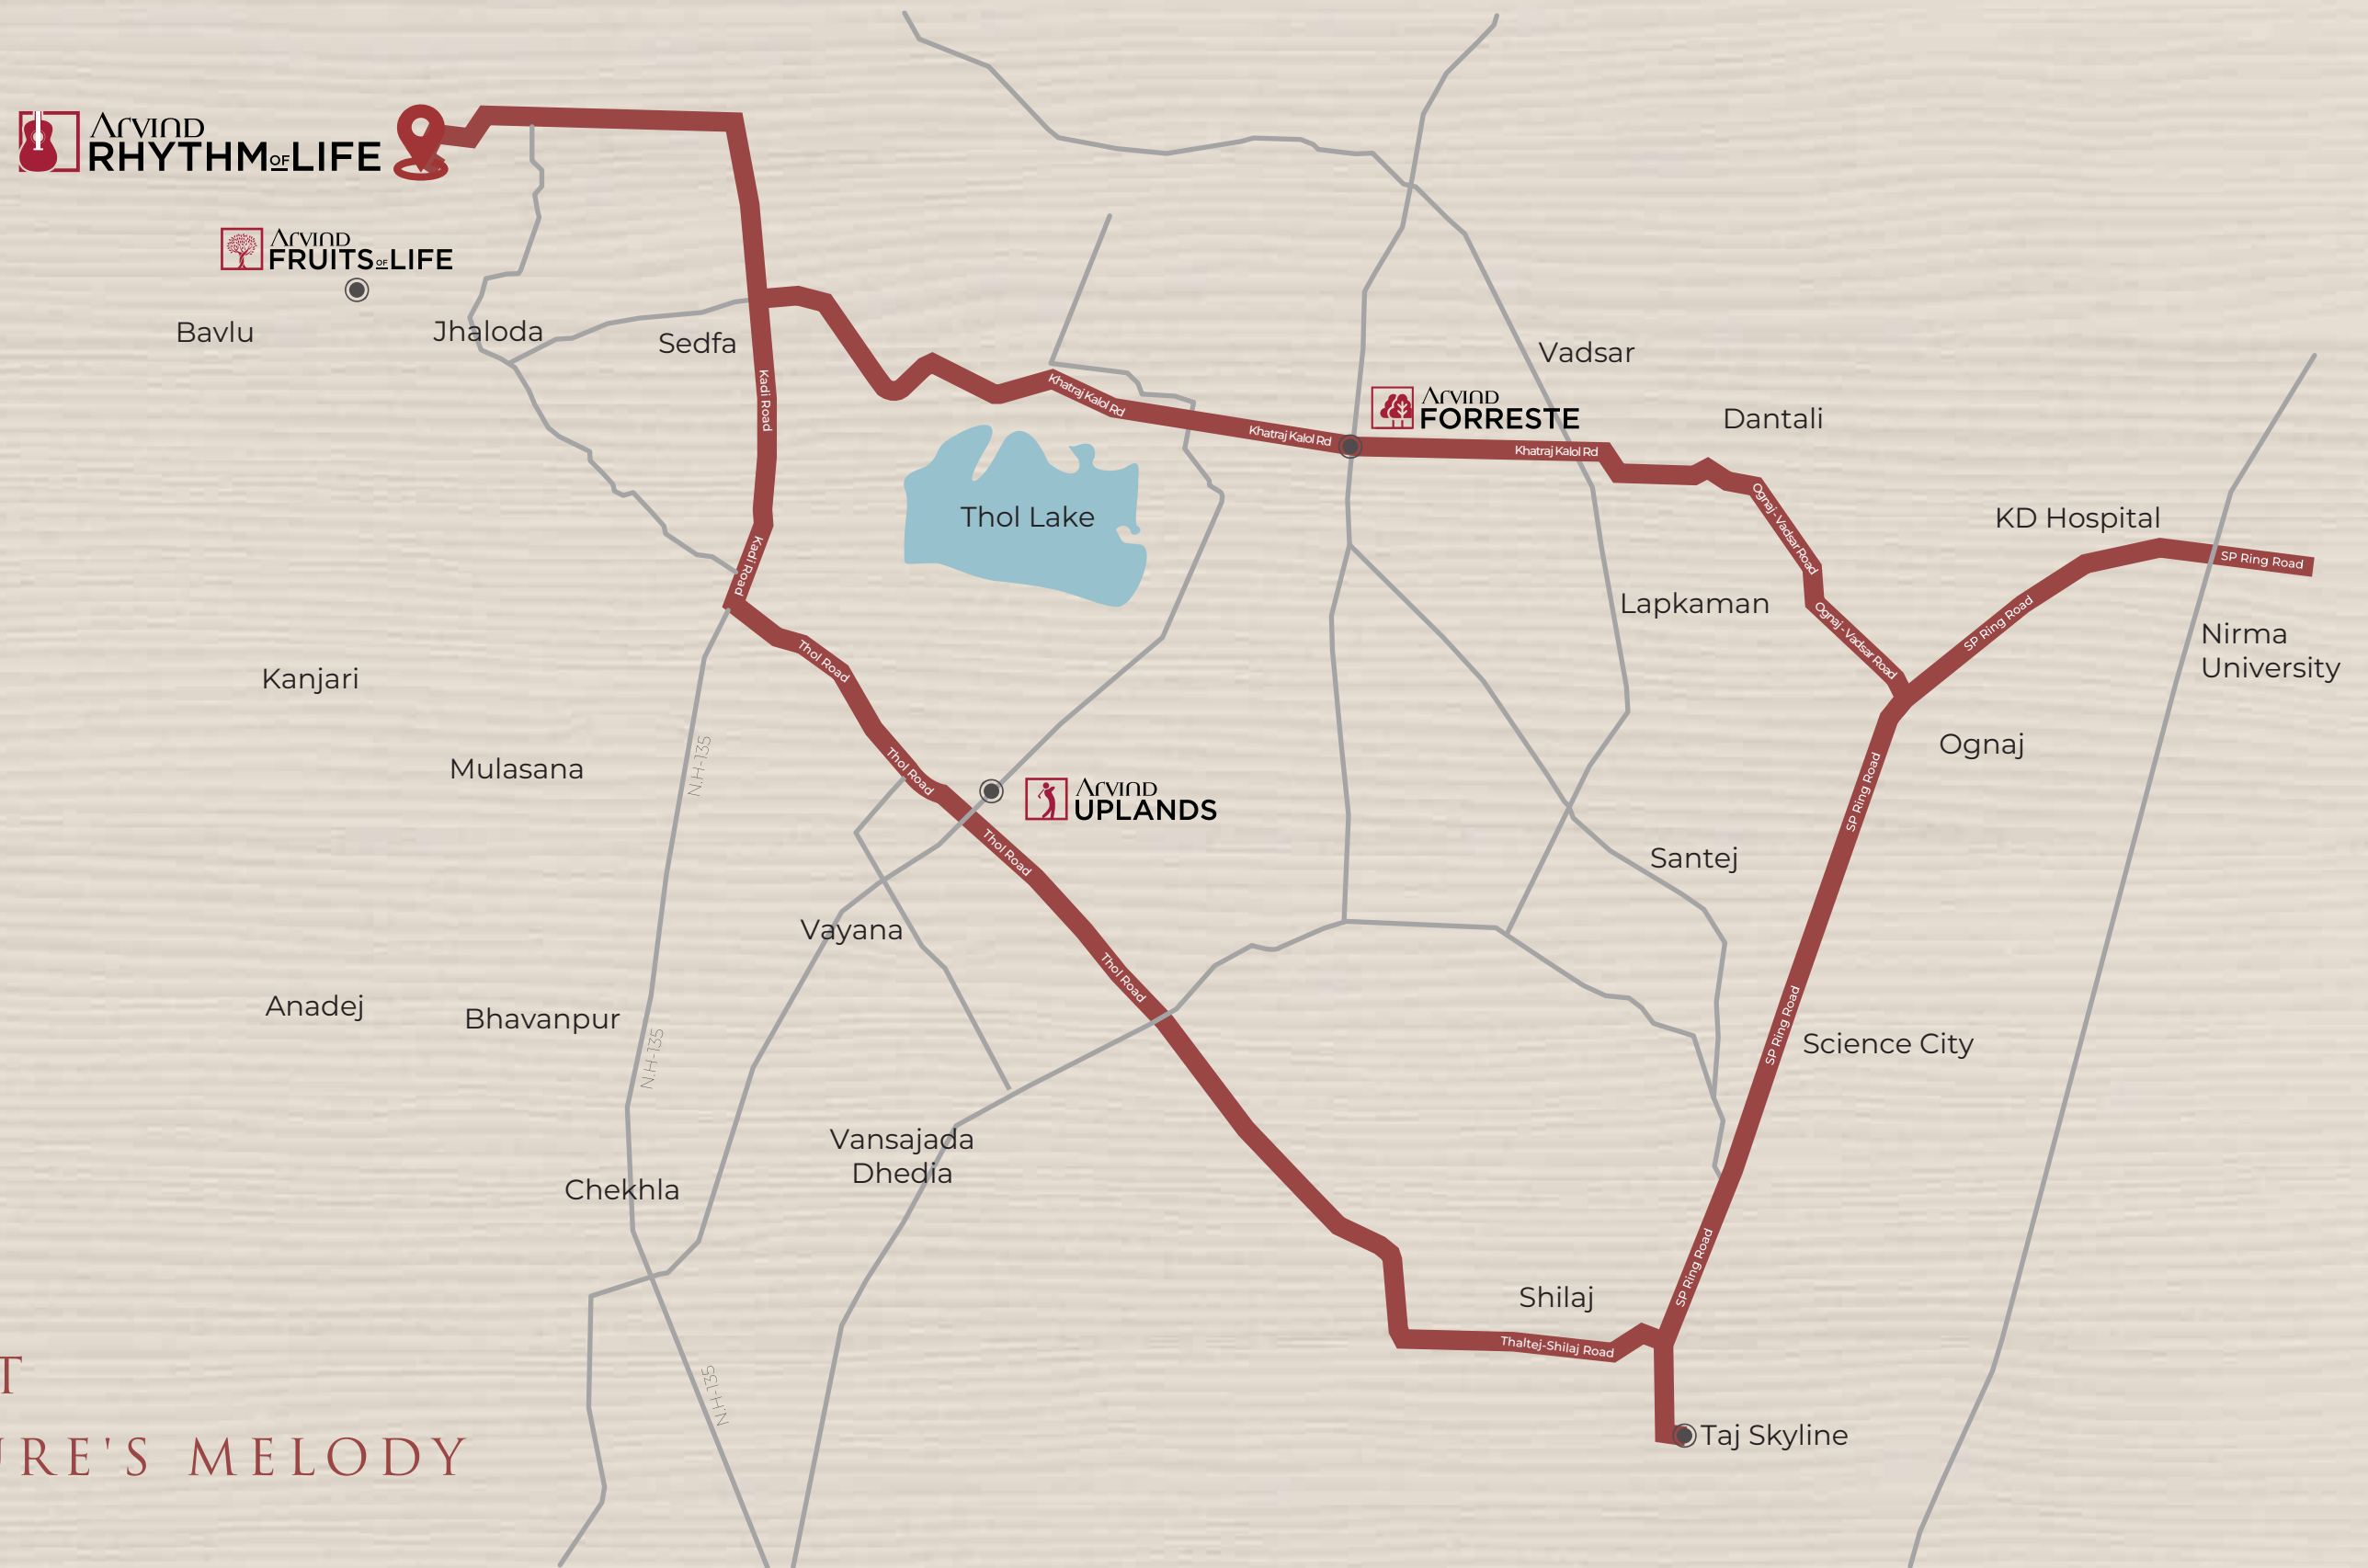 Arvind
RHYTHM OF LIFE
Arvind
FRUITS OF LIFE
Bavlu
Jhaloda
Sedfa
Kadi Road
Kadi Road
Khatraj Kalol Rd
Khatraj Kalol Rd
Khatraj Kalol Rd
Arvind
FORRESTE
Vadsar
Dantali
Thol Lake
Ognaj - Vadsar Road
Ognaj - Vadsar Road
KD Hospital
SP Ring Road
SP Ring Road
Lapkaman
Nirma
University
Kanjari
Thol Road
Mulasana
N.H-135
Thol Road
Arvind
UPLANDS
Thol Road
Ognaj
SP Ring Road
Santej
Vayana
Thol Road
Anadej
Bhavanpur
N.H-135
SP Ring Road
Science City
Vansajada
Dhedia
Chekhla
Shilaj
SP Ring Road
Thaltej-Shilaj Road
N.H-135
Taj Skyline
T
URE'S MELODY